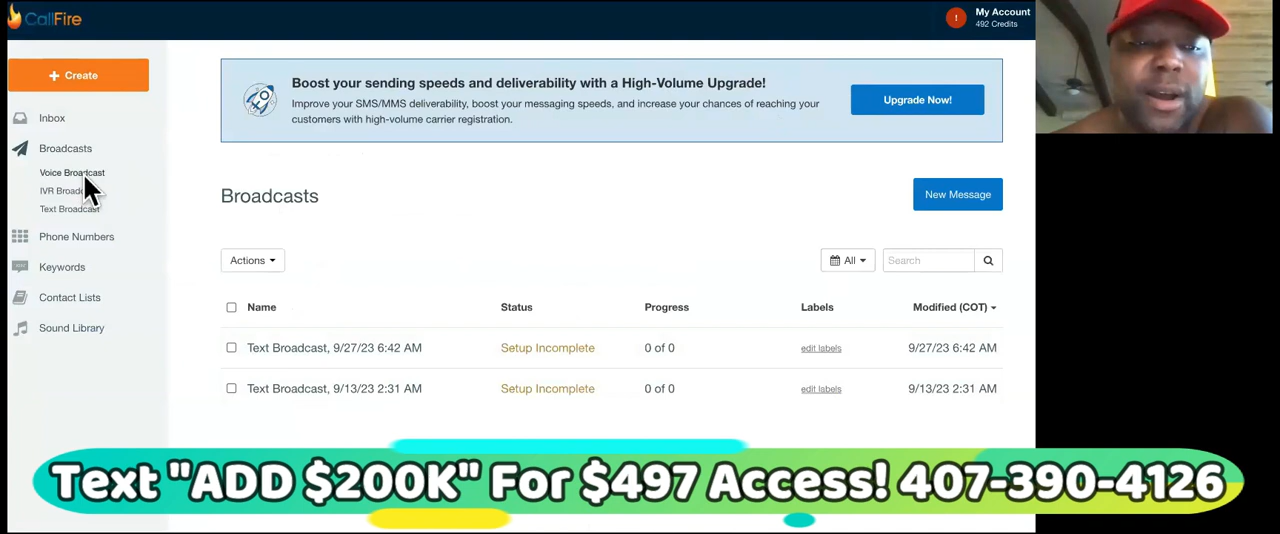 CallFire
!
My Account
492 Credits
+ Create
Inbox
Broadcasts
Voice Broadcast
IVR
Text Broadcast
Phone Numbers
Keywords
Contact Lists
Sound Library
Boost your sending speeds and deliverability with a High-Volume Upgrade!
Improve your SMS/MMS deliverability, boost your messaging speeds, and increase your chances of reaching your
customers with high-volume carrier registration.
Upgrade Now!
Broadcasts
New Message
Actions
All
Search
Name Status Progress Labels Modified (COT)
Text Broadcast, 9/27/23 6:42 AM Setup Incomplete 0 of 0 edit labels 9/27/23 6:42 AM
Text Broadcast, 9/13/23 2:31 AM Setup Incomplete 0 of 0 edit labels 9/13/23 2:31 AM
Text "ADD $200K" For $497 Access! 407-390-4126